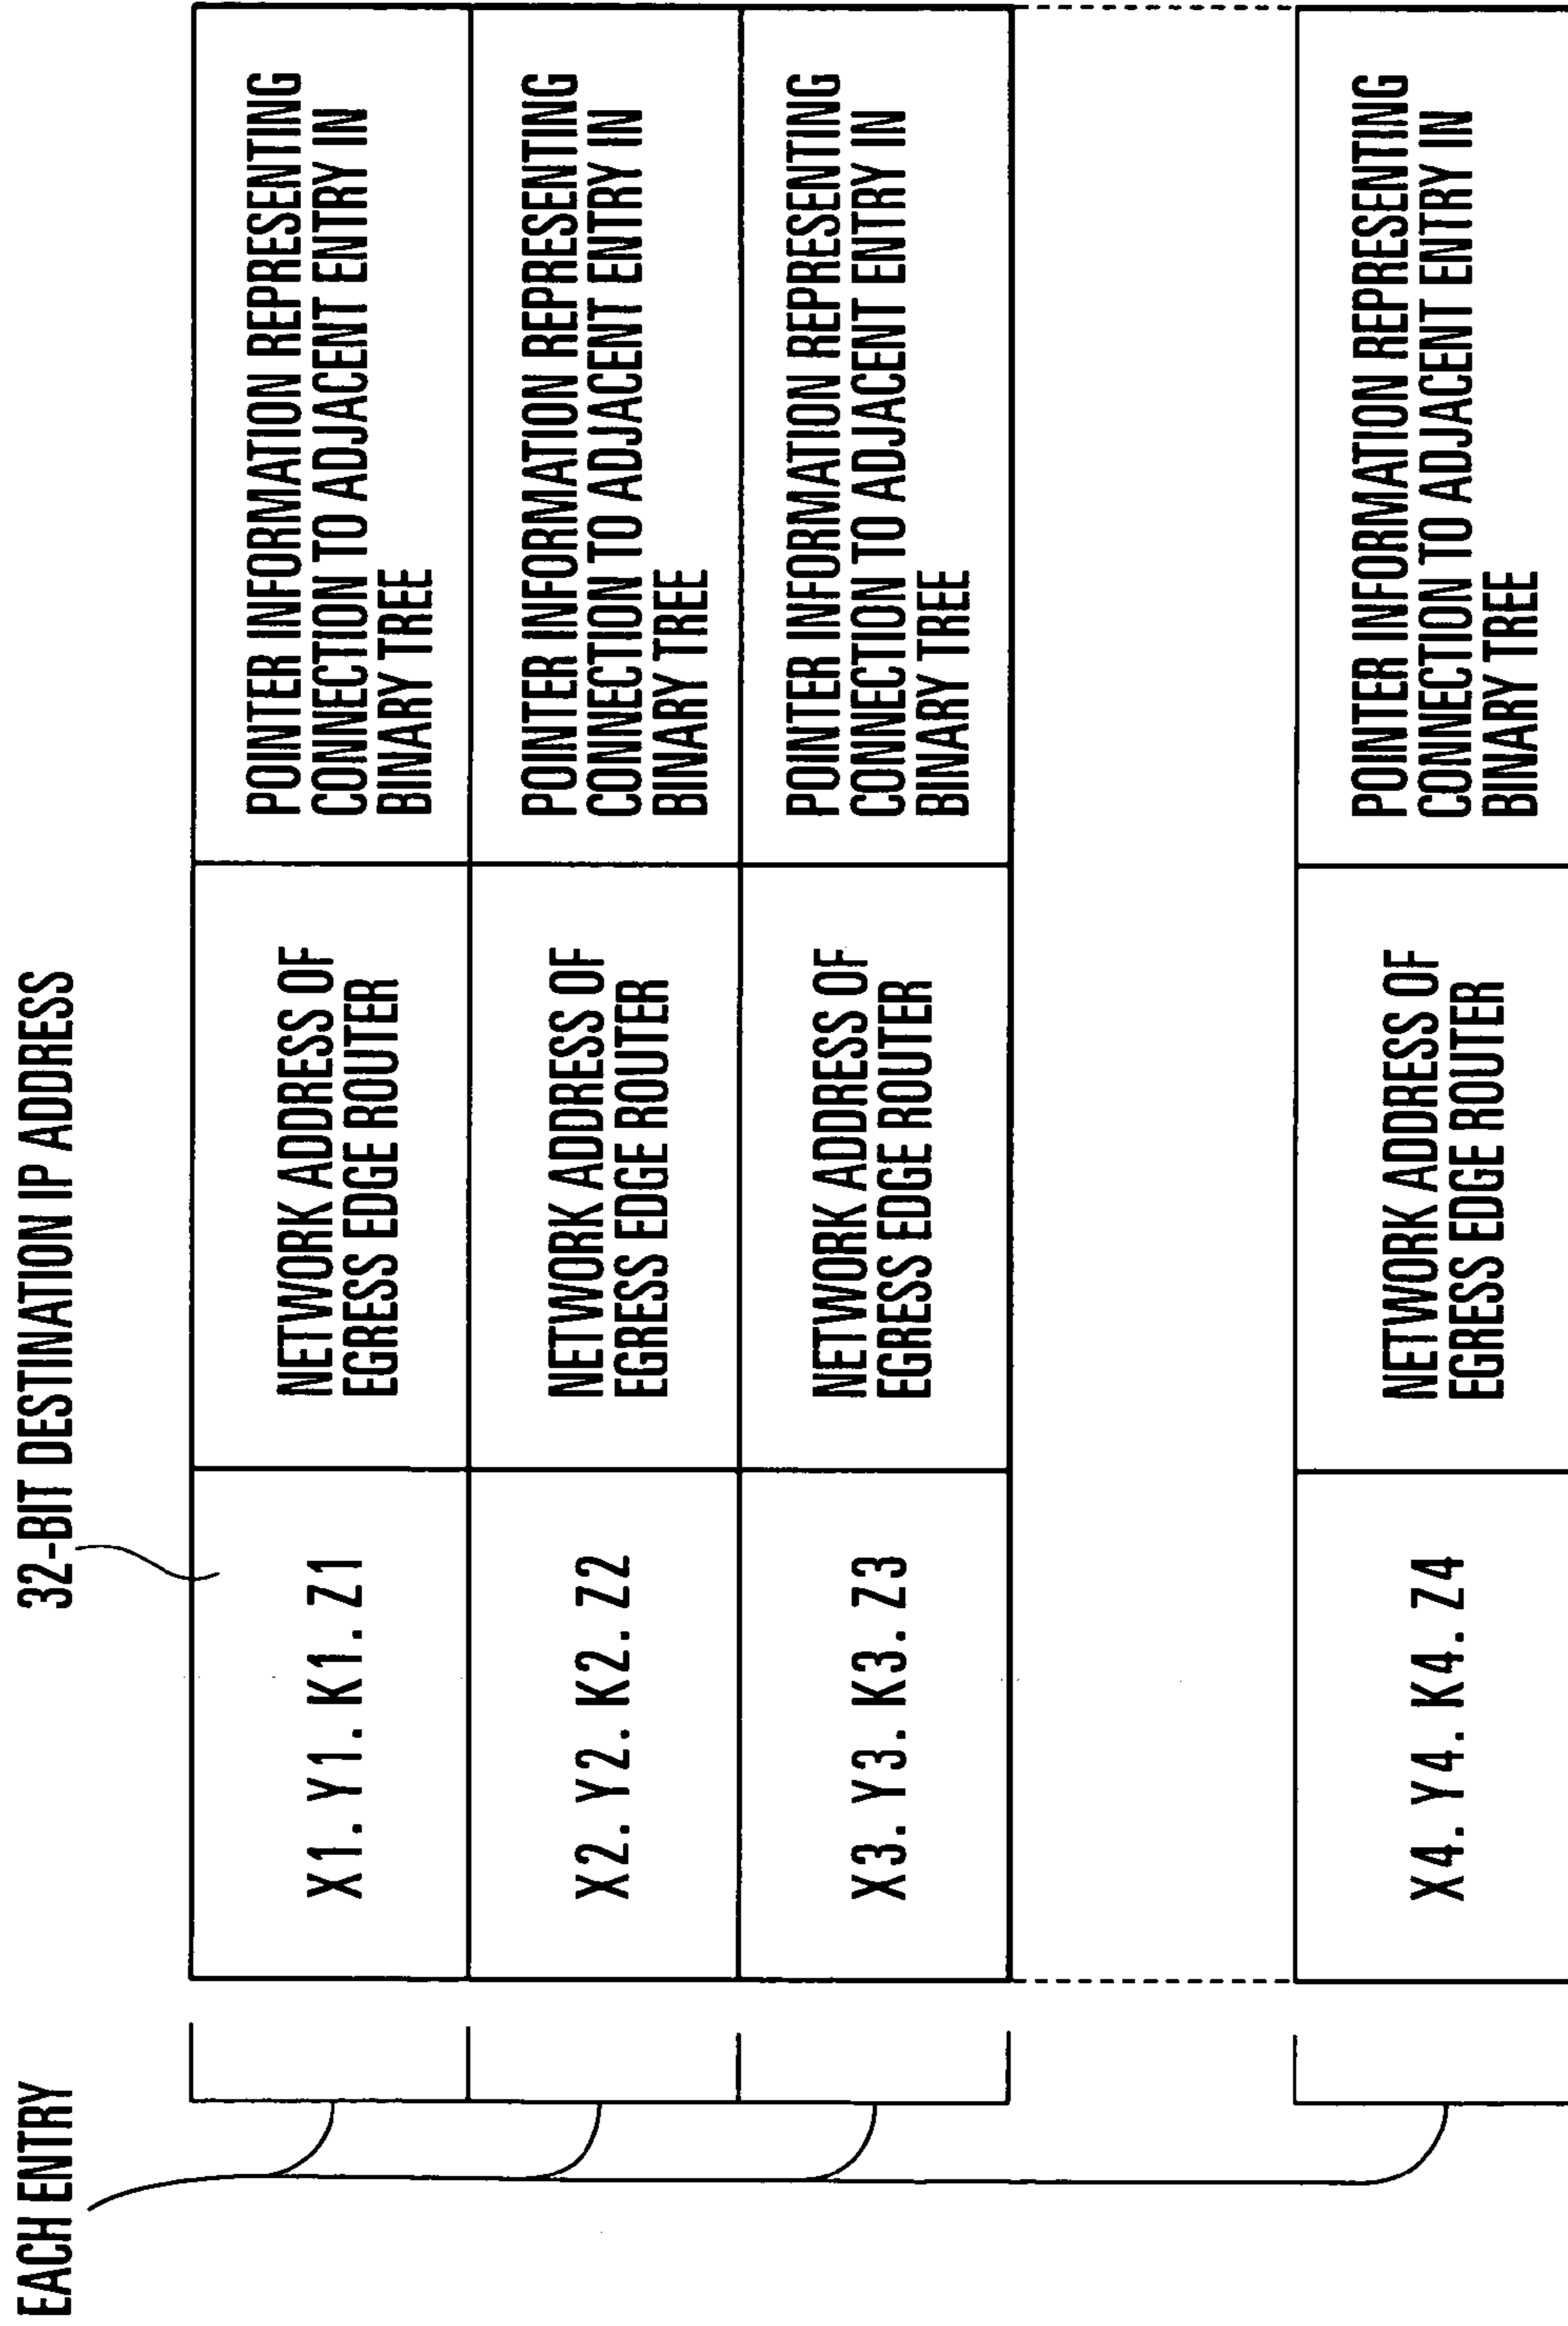 32-BIT DESTINATION IP ADDRESS
EACH ENTRY
X1. Y1. K1. Z1
NETWORK ADDRESS OF
EGRESS EDGE ROUTER
POINTER INFORMATION REPRESENTING
CONNECTION TO ADJACENT ENTRY IN
BINARY TREE
X2. Y2. K2. Z2
NETWORK ADDRESS OF
EGRESS EDGE ROUTER
POINTER INFORMATION REPRESENTING
CONNECTION TO ADJACENT ENTRY IN
BINARY TREE
X3. Y3. K3. Z3
NETWORK ADDRESS OF
EGRESS EDGE ROUTER
POINTER INFORMATION REPRESENTING
CONNECTION TO ADJACENT ENTRY IN
BINARY TREE
X4. Y4. K4. Z4
NETWORK ADDRESS OF
EGRESS EDGE ROUTER
POINTER INFORMATION REPRESENTING
CONNECTION TO ADJACENT ENTRY IN
BINARY TREE